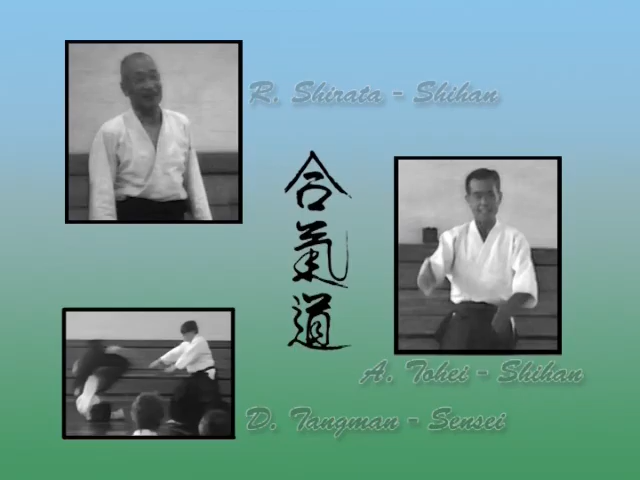 R. Shirata - Shihan
合
氣
道
A. Tohei - Shihan
D. Tangman - Sensei